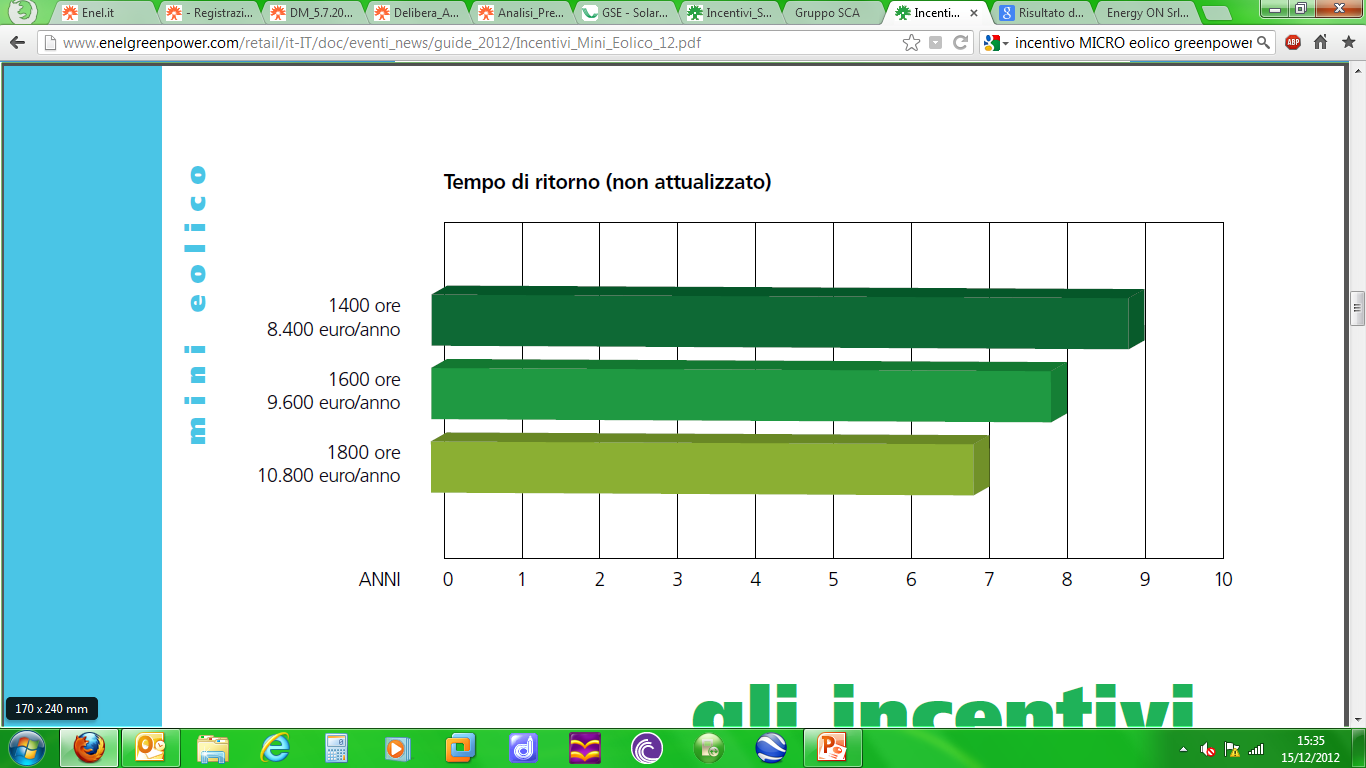 Enel.it
- Registrazi...
DM_5.7.20...
Delibera_A...
Analisi_Pre...
GSE - Solar...
Incentivi_S...
Gruppo SCA
Incenti...
Risultato d...
Energy ON Srl...
www.enelgreenpower.com/retail/it-IT/doc/eventi_news/guide_2012/Incentivi_Mini_Eolico_12.pdf
incentivo MICRO eolico greenpower
ABP
mini eolico
Tempo di ritorno (non attualizzato)
1400 ore
8.400 euro/anno
1600 ore
9.600 euro/anno
1800 ore
10.800 euro/anno
ANNI 0 1 2 3 4 5 6 7 8 9 10
gli incentivi
170 x 240 mm
15:35
15/12/2012